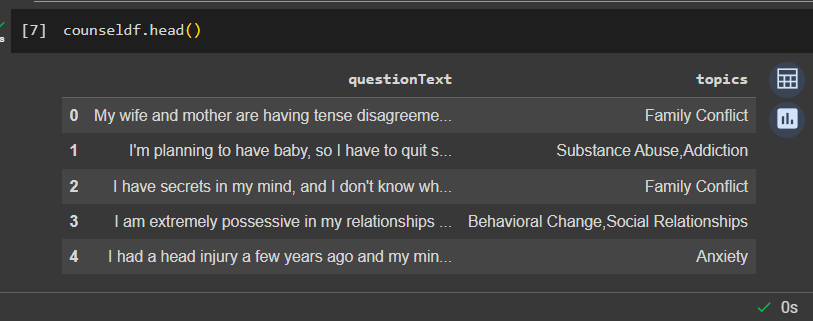 [7] counseldf.head()
s
questionText topics
0 My wife and mother are having tense disagreeme... Family Conflict
1 I'm planning to have baby, so I have to quit s... Substance Abuse,Addiction
2 I have secrets in my mind, and I don't know wh... Family Conflict
3 I am extremely possessive in my relationships ... Behavioral Change,Social Relationships
4 I had a head injury a few years ago and my min... Anxiety
0s